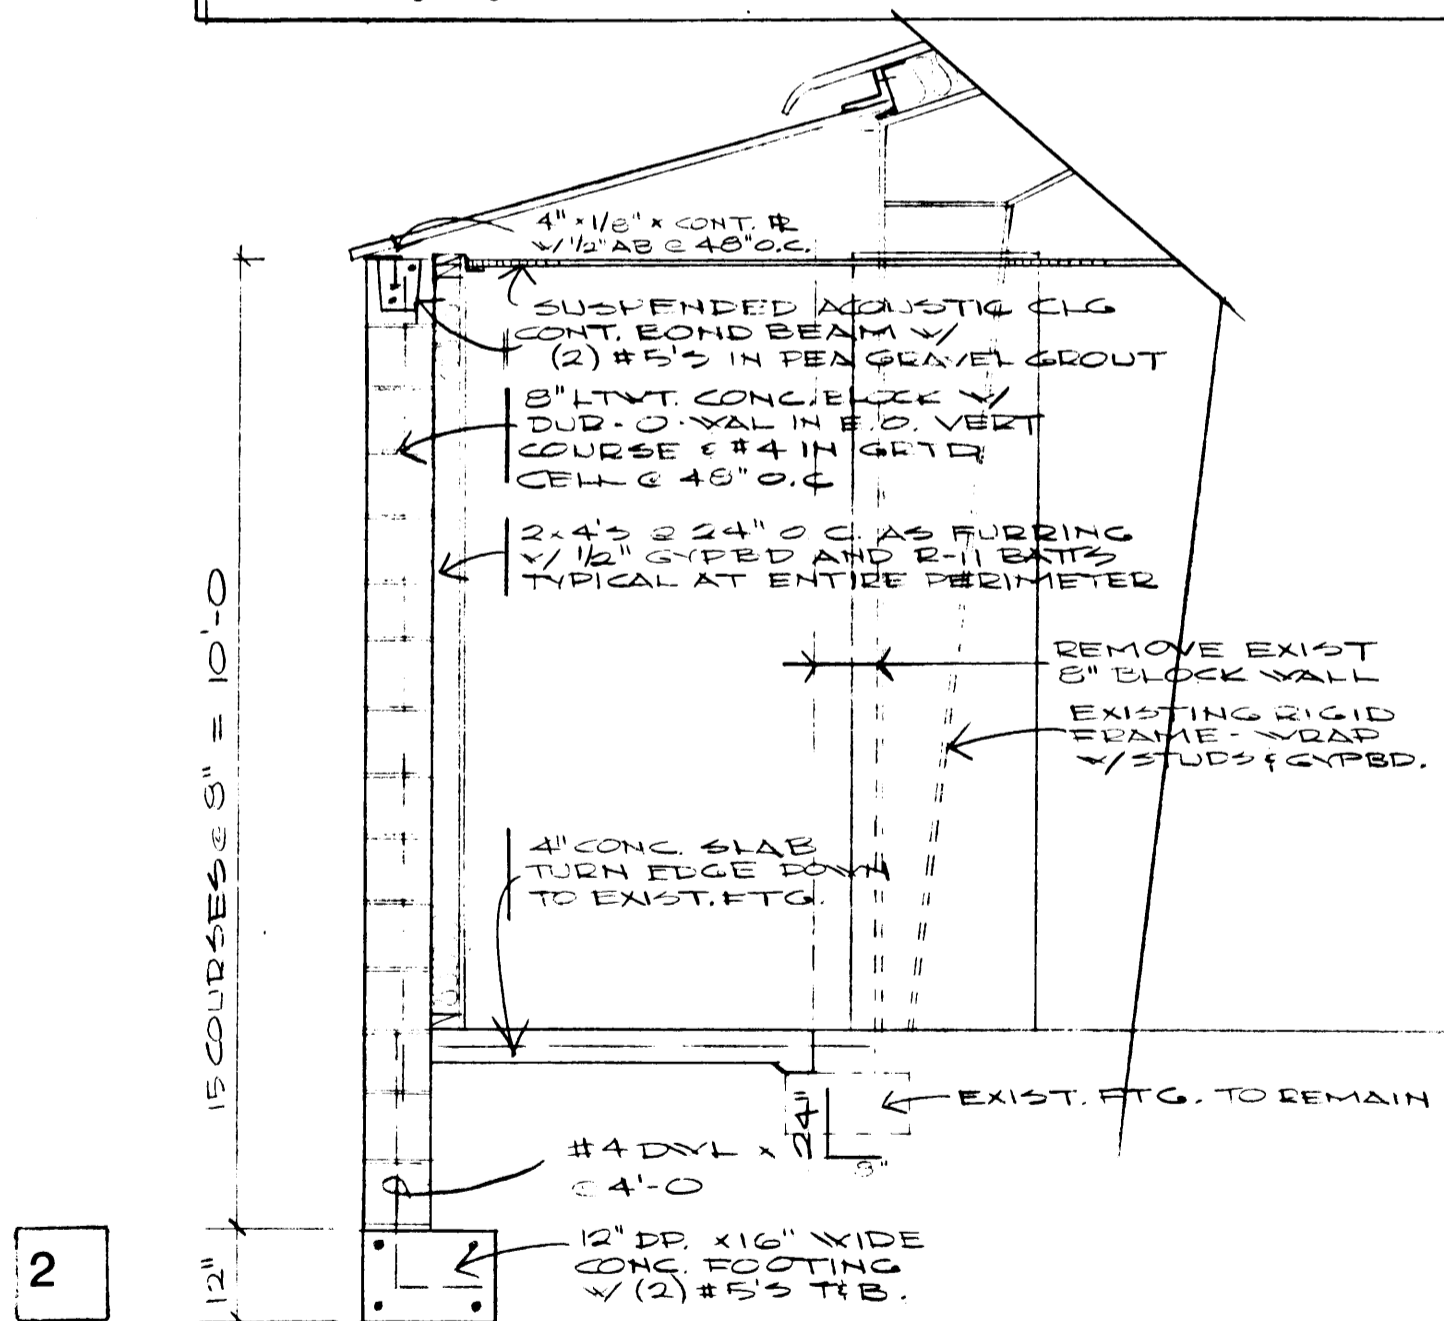 4" x 1/8" x CONT. PL
W/ 1/2" AB @ 48" O.C.
SUSPENDED ACOUSTIC CLG
CONT. BOND BEAM W/
(2) #5'S IN PEA GRAVEL GROUT
8" LTWT. CONC. BLOCK W/
DUR-O-WAL IN E.O. VERT
COURSE & #4 IN GRTD
CELL @ 48" O.C
2x4'S @ 24" O.C. AS FURRING
W/ 1/2" GYPBD AND R-11 BATTS
TYPICAL AT ENTIRE PERIMETER
REMOVE EXIST
8" BLOCK WALL
EXISTING RIGID
FRAME - WRAP
W/ STUDS & GYPBD.
15 COURSES @ 8" = 10'-0
4" CONC. SLAB
TURN EDGE DOWN
TO EXIST. FTG.
EXIST. FTG. TO REMAIN
#4 DWL x 24"
8"
@ 4'-0
12" DP. x 16" WIDE
CONC. FOOTING
W/ (2) #5'S T&B.
12"
2